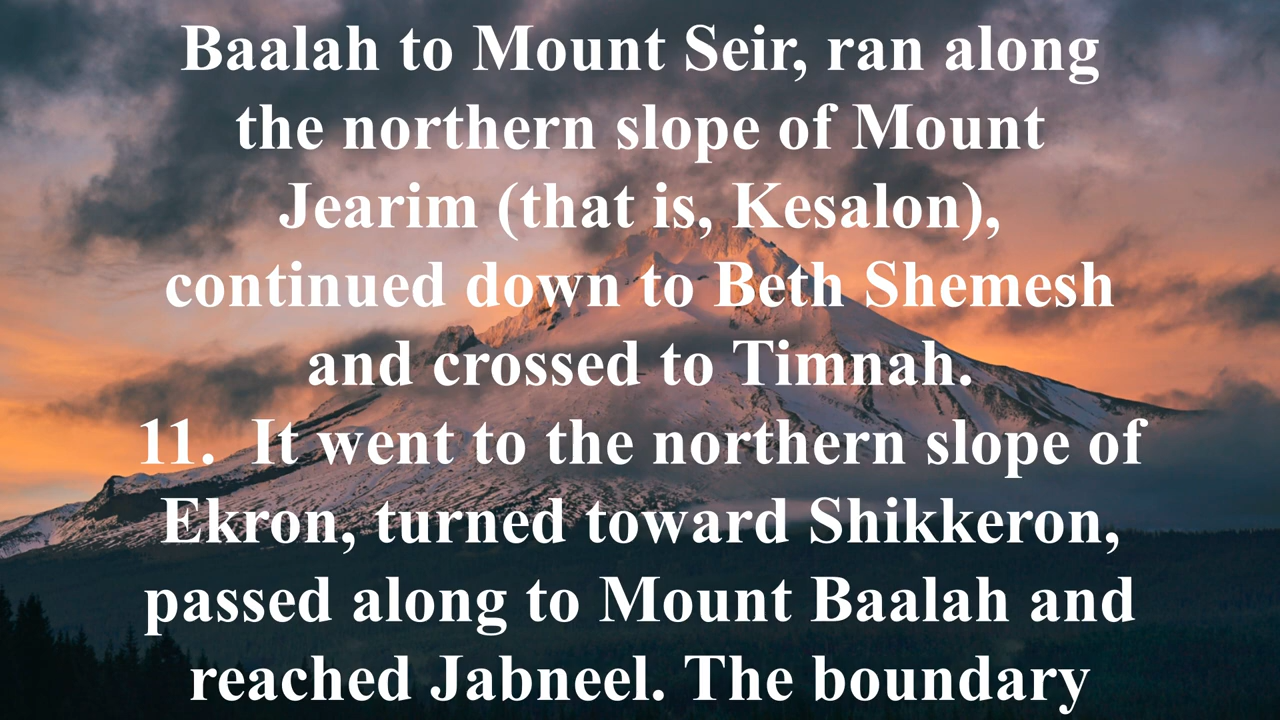 Baalah to Mount Seir, ran along
the northern slope of Mount
Jearim (that is, Kesalon),
continued down to Beth Shemesh
and crossed to Timnah.
11.  It went to the northern slope of
Ekron, turned toward Shikkeron,
passed along to Mount Baalah and
reached Jabneel. The boundary